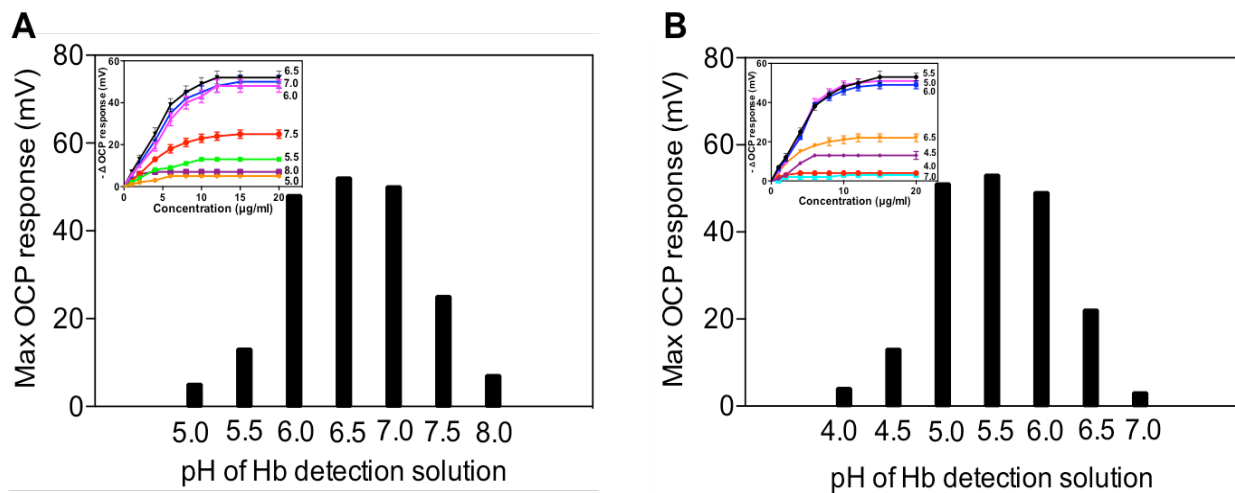 A
Max OCP response (mV)
80
60
40
20
0
- Δ OCP response (mV)
60
40
20
0
6.5
7.0
6.0
7.5
5.5
8.0
5.0
0 5 10 15 20
Concentration (µg/ml)
5.0 5.5 6.0 6.5 7.0 7.5 8.0
pH of Hb detection solution
B
Max OCP response (mV)
80
60
40
20
0
- Δ OCP response (mV)
60
40
20
0
5.5
5.0
6.0
6.5
4.5
4.0
7.0
0 10 20
Concentration (µg/ml)
4.0 4.5 5.0 5.5 6.0 6.5 7.0
pH of Hb detection solution